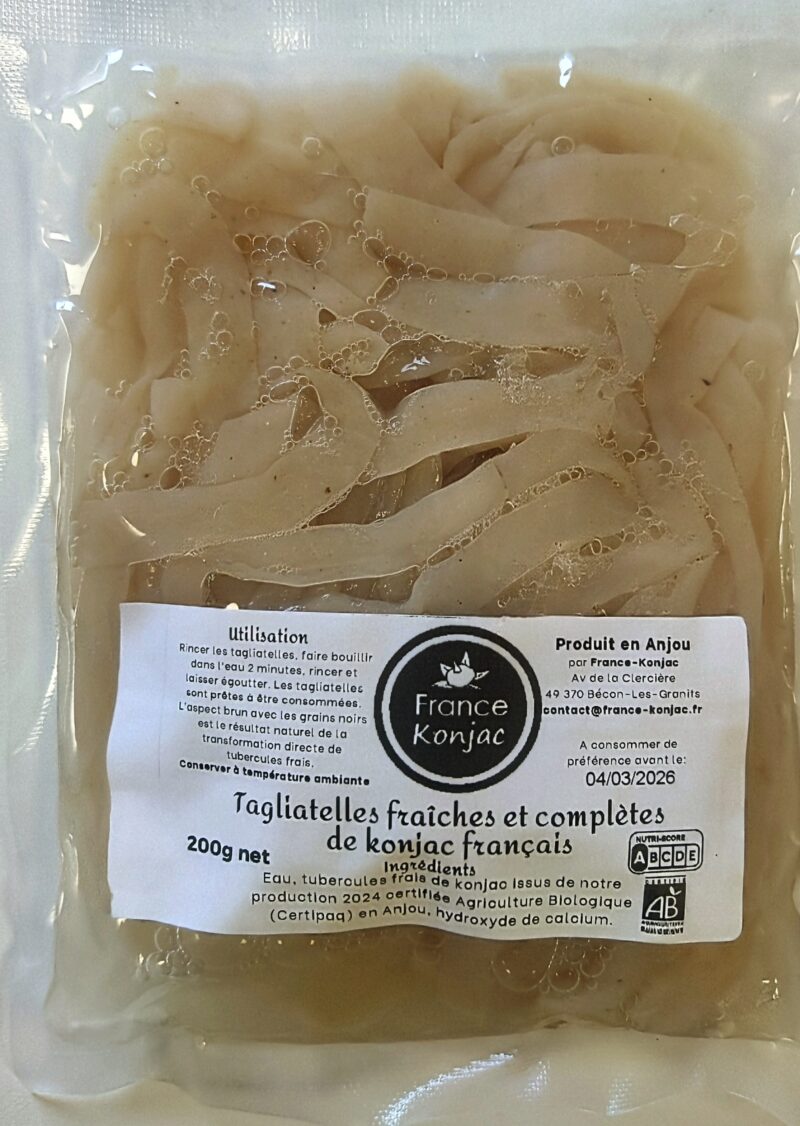 Utilisation
Rincer les tagliatelles, faire bouillir
dans l'eau 2 minutes, rincer et
laisser égoutter. Les tagliatelles
sont prêtes à être consommées.
L'aspect brun avec les grains noirs
est le résultat naturel de la
transformation directe de
tubercules frais.
Conserver à température ambiante
France
Konjac
Produit en Anjou
par France-Konjac
Av de la Clercière
49 370 Bécon-Les-Granits
contact@france-konjac.fr
A consommer de
préférence avant le:
04/03/2026
Tagliatelles fraîches et complètes
de konjac français
200g net
Ingrédients
Eau, tubercules frais de konjac issus de notre
production 2024 certifiée Agriculture Biologique
(Certipaq) en Anjou, hydroxyde de calcium.
NUTRI-SCORE
A B C D E
CERTIFIÉ
AB
AGRICULTURE
BIOLOGIQUE